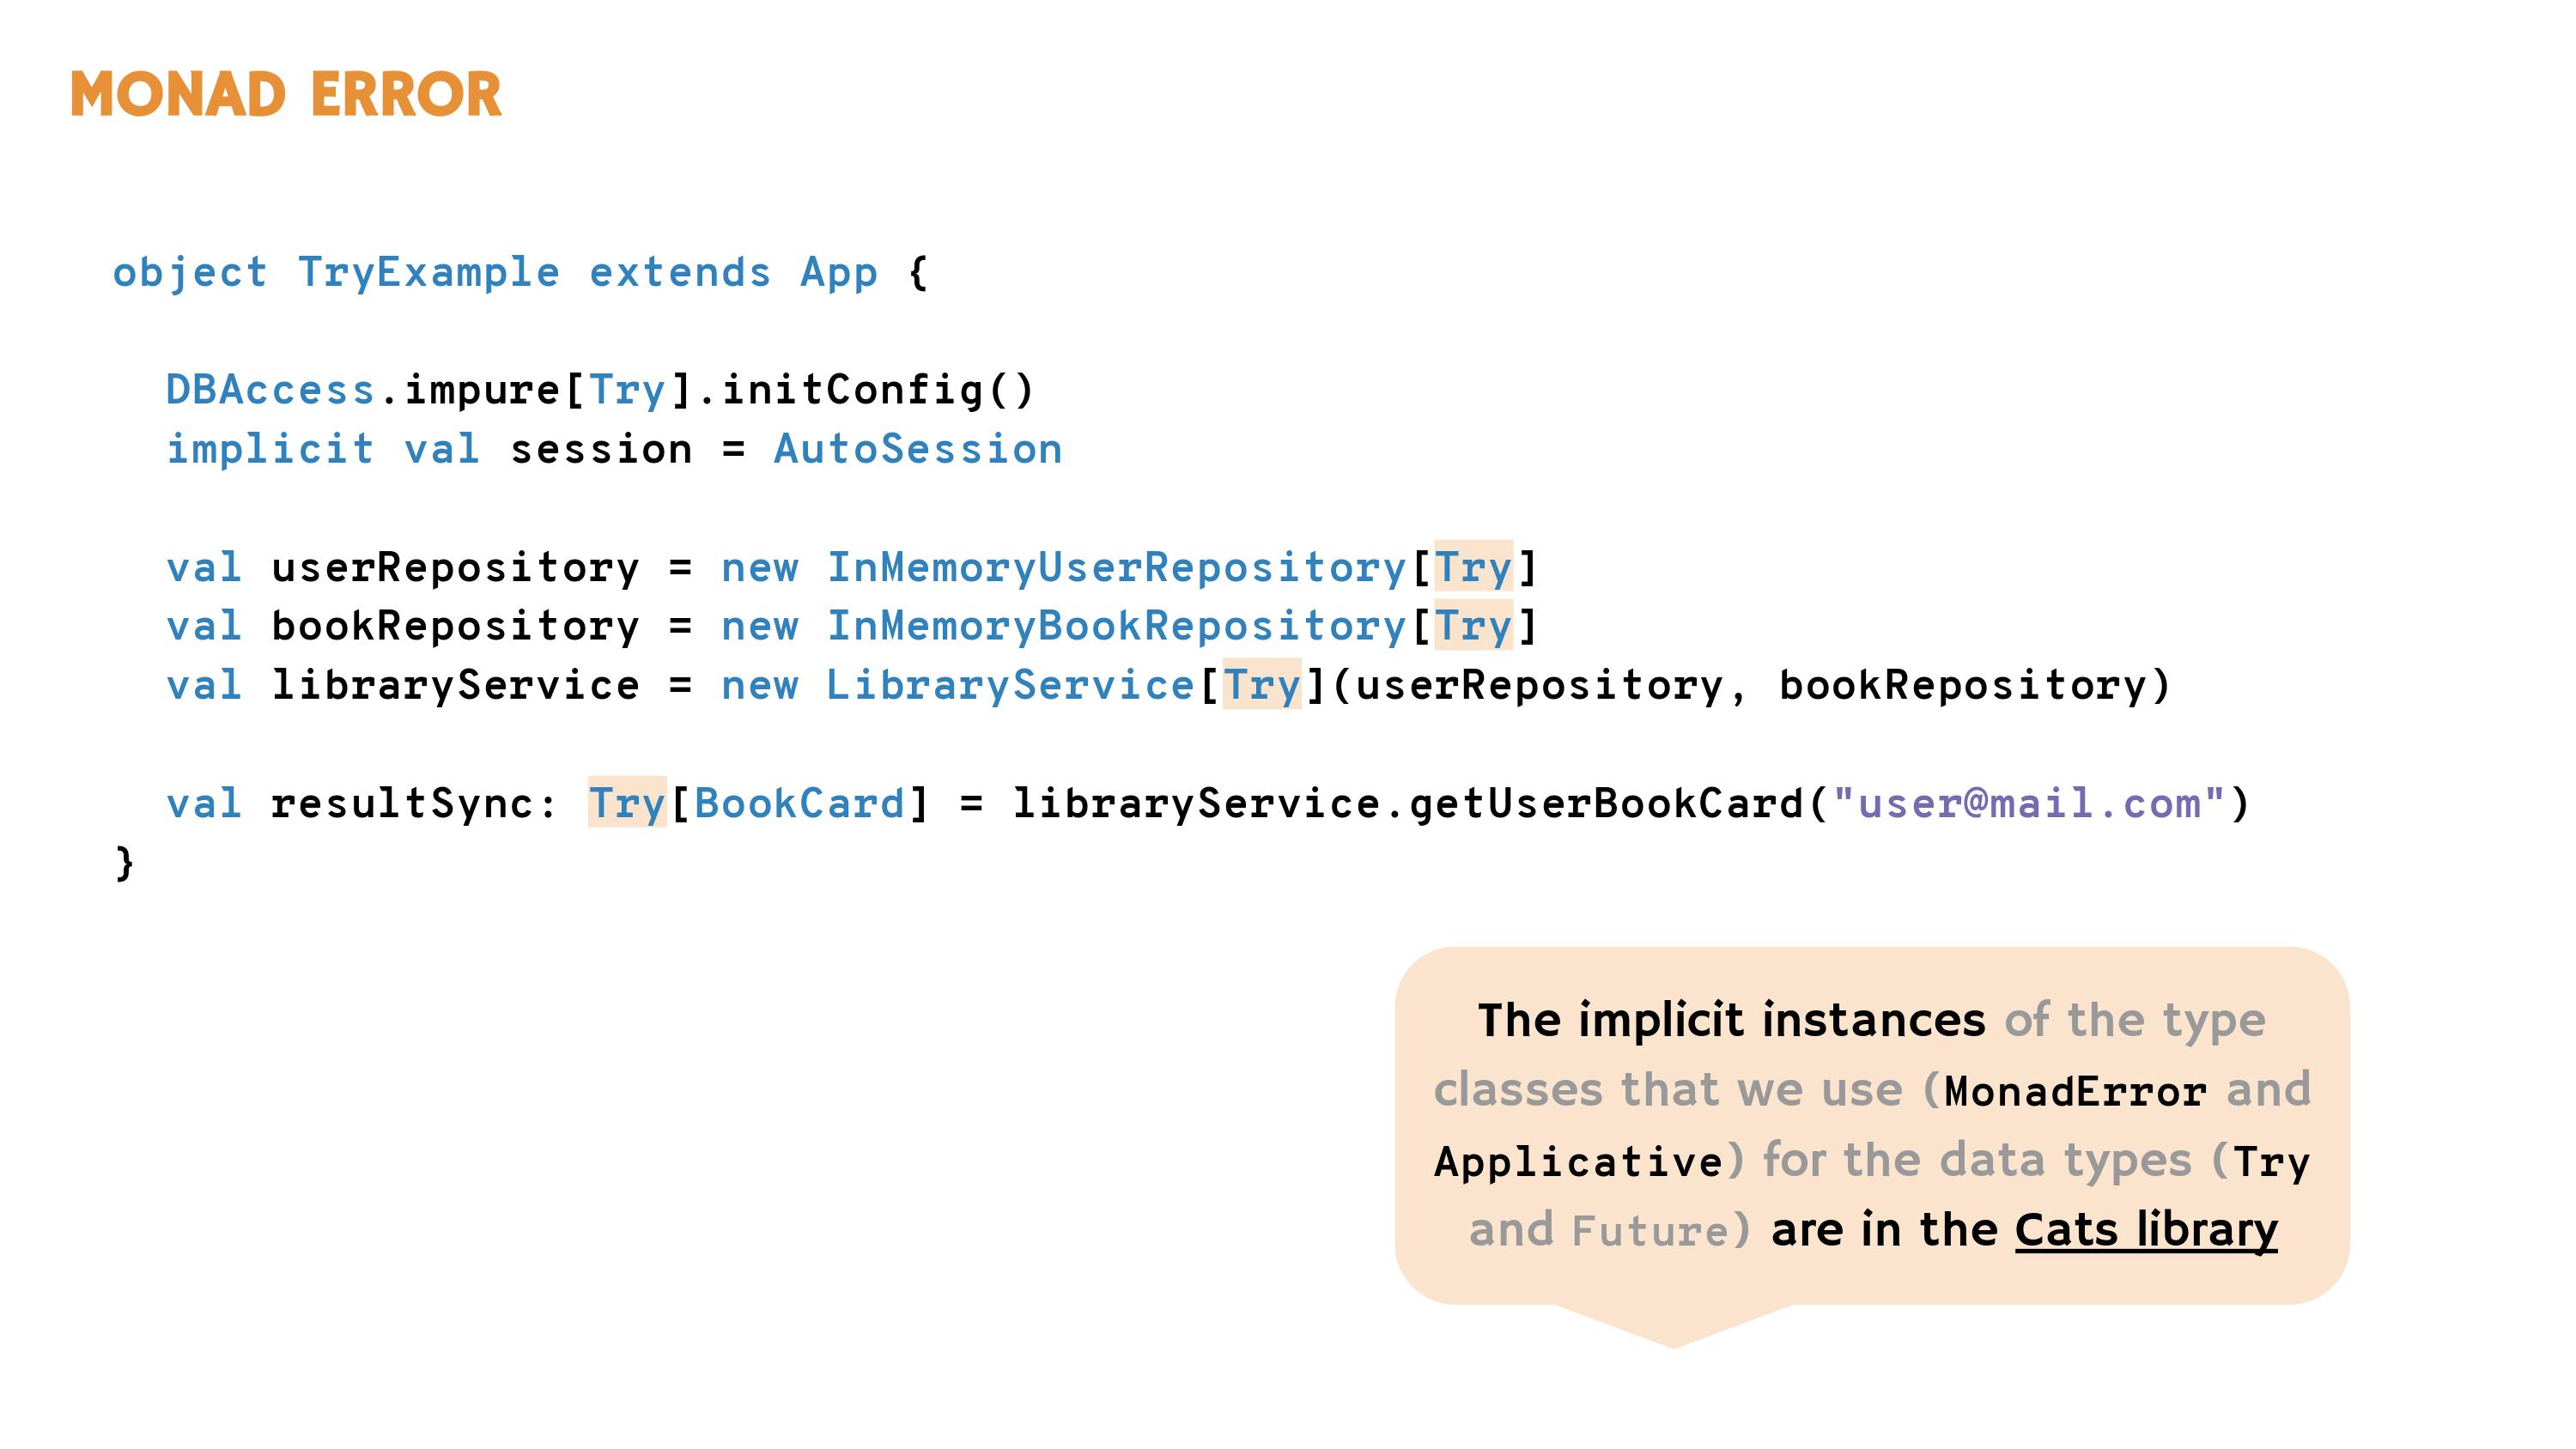 MONAD ERROR
object TryExample extends App {
DBAccess.impure[Try].initConfig()
implicit val session = AutoSession
val userRepository = new InMemoryUserRepository[Try]
val bookRepository = new InMemoryBookRepository[Try]
val libraryService = new LibraryService[Try](userRepository, bookRepository)
val resultSync: Try[BookCard] = libraryService.getUserBookCard("user@mail.com")
}
The implicit instances of the type
classes that we use (MonadError and
Applicative) for the data types (Try
and Future) are in the Cats library